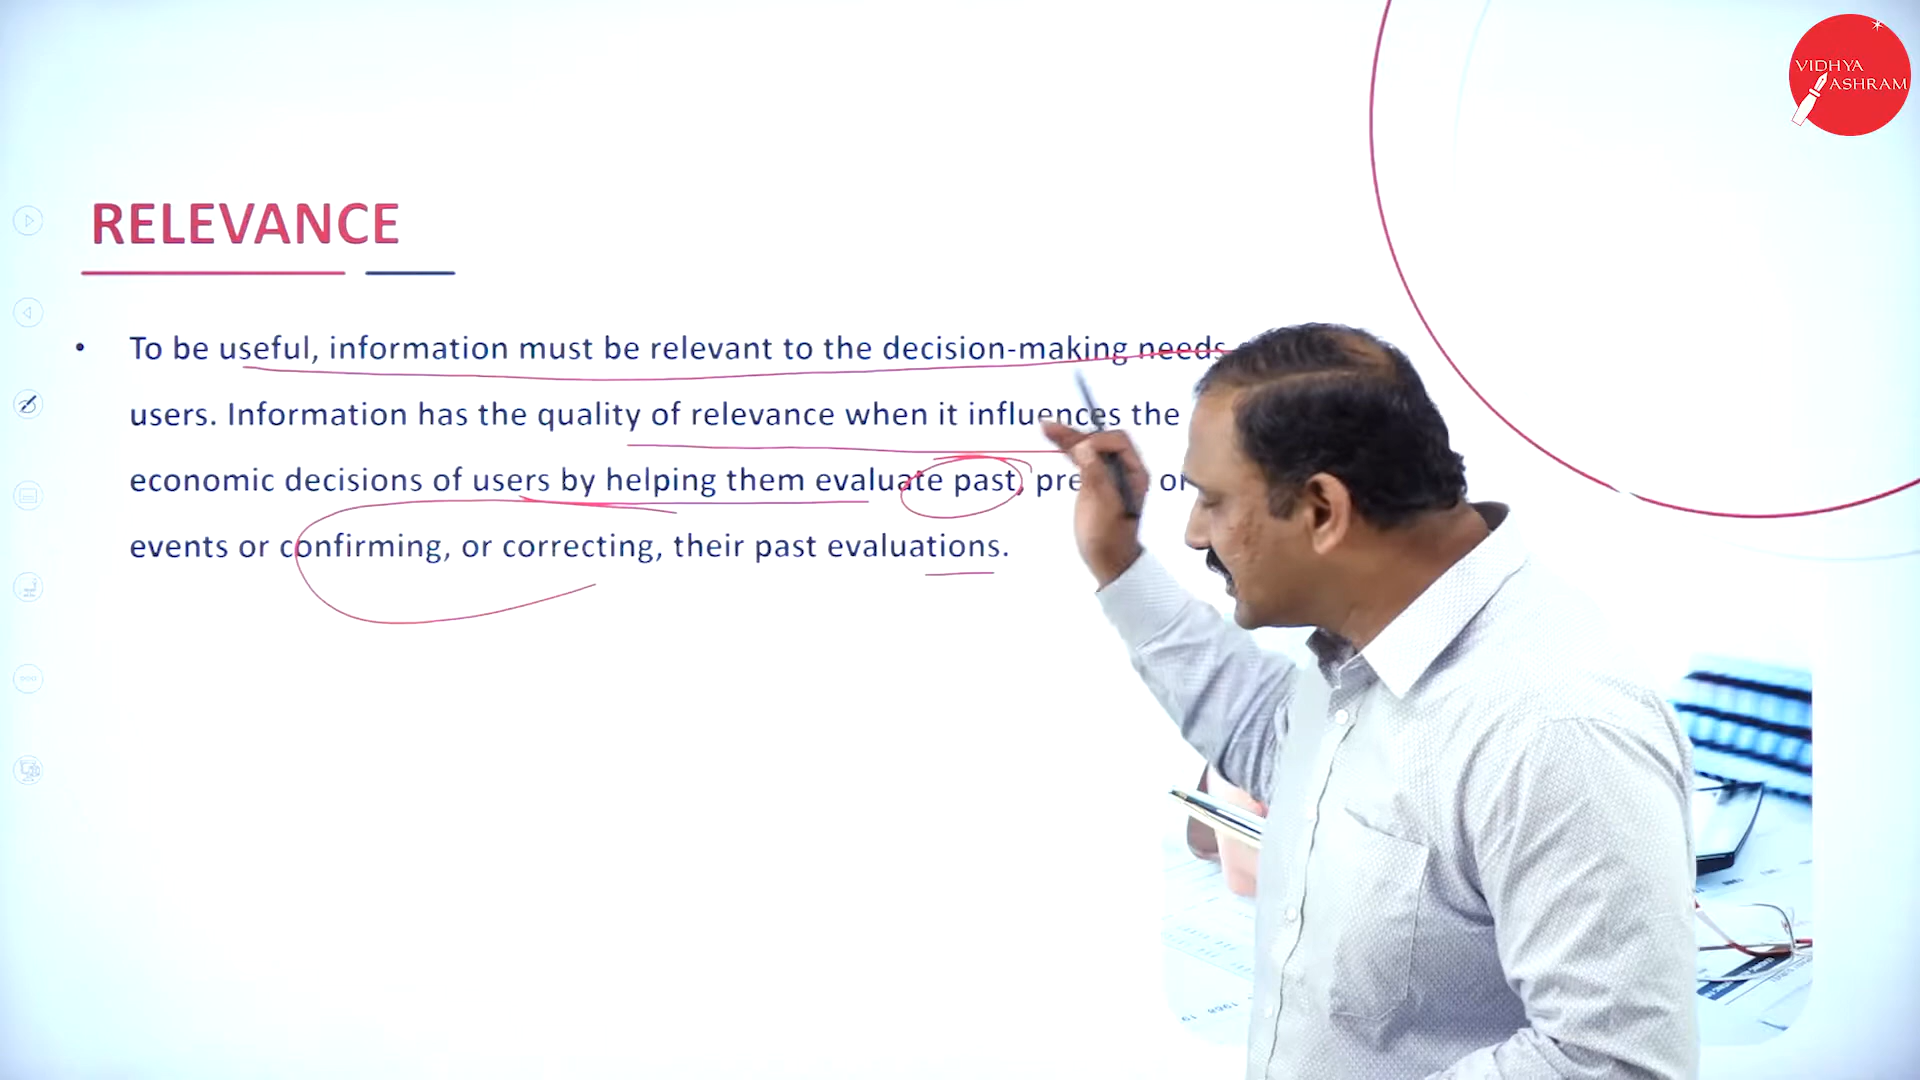 VIDHYA
ASHRAM
RELEVANCE
• To be useful, information must be relevant to the decision-making needs
users. Information has the quality of relevance when it influences the
economic decisions of users by helping them evaluate past, or
events or confirming, or correcting, their past evaluations.